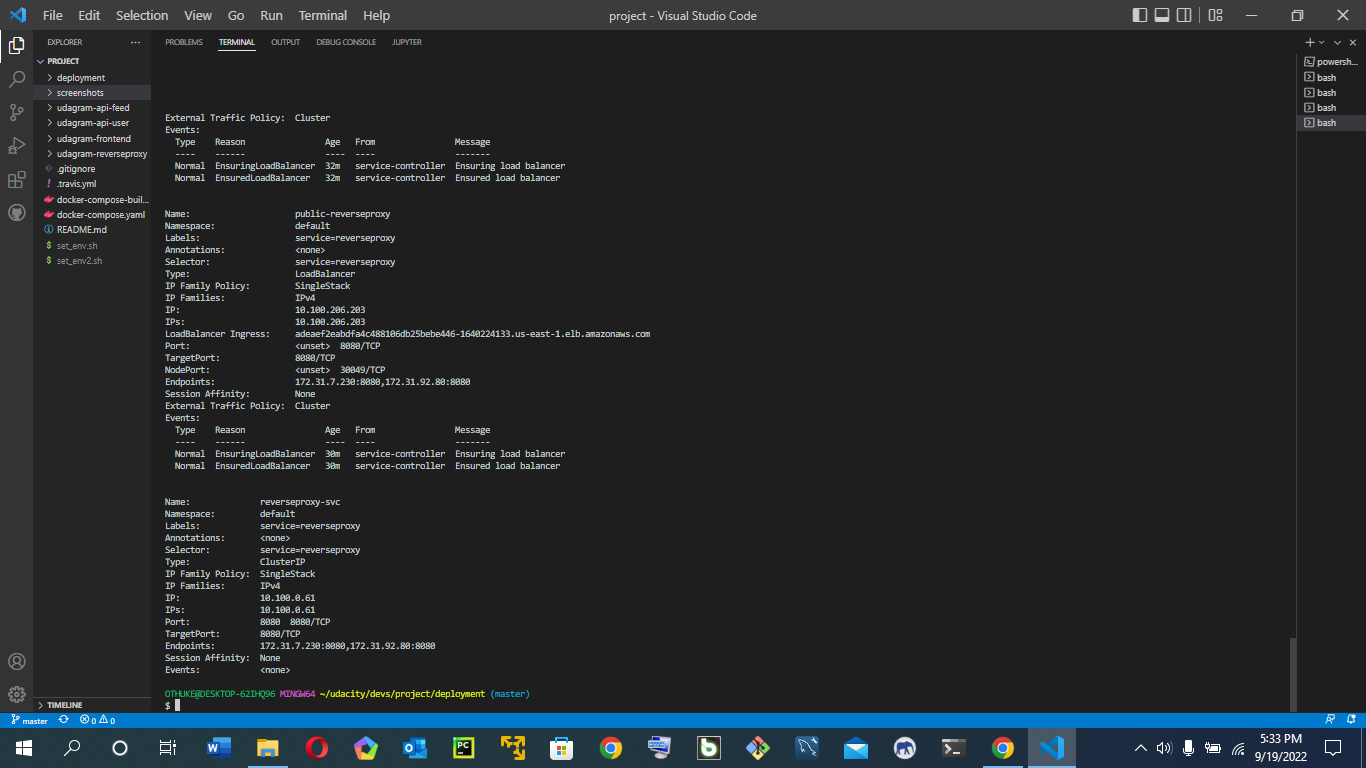 File Edit Selection View Go Run Terminal Help project - Visual Studio Code
EXPLORER ...
PROJECT
deployment
screenshots
udagram-api-feed
udagram-api-user
udagram-frontend
udagram-reverseproxy
.gitignore
.travis.yml
docker-compose-buil...
docker-compose.yaml
README.md
set_env.sh
set_env2.sh
TIMELINE
PROBLEMS TERMINAL OUTPUT DEBUG CONSOLE JUPYTER
External Traffic Policy: Cluster
Events:
Type Reason Age From Message
---- ------ ---- ---- -------
Normal EnsuringLoadBalancer 32m service-controller Ensuring load balancer
Normal EnsuredLoadBalancer 32m service-controller Ensured load balancer
Name: public-reverseproxy
Namespace: default
Labels: service=reverseproxy
Annotations: <none>
Selector: service=reverseproxy
Type: LoadBalancer
IP Family Policy: SingleStack
IP Families: IPv4
IP: 10.100.206.203
IPs: 10.100.206.203
LoadBalancer Ingress: adeaef2eabdfa4c488106db25bebe446-1640224133.us-east-1.elb.amazonaws.com
Port: <unset> 8080/TCP
TargetPort: 8080/TCP
NodePort: <unset> 30049/TCP
Endpoints: 172.31.7.230:8080,172.31.92.80:8080
Session Affinity: None
External Traffic Policy: Cluster
Events:
Type Reason Age From Message
---- ------ ---- ---- -------
Normal EnsuringLoadBalancer 30m service-controller Ensuring load balancer
Normal EnsuredLoadBalancer 30m service-controller Ensured load balancer
Name: reverseproxy-svc
Namespace: default
Labels: service=reverseproxy
Annotations: <none>
Selector: service=reverseproxy
Type: ClusterIP
IP Family Policy: SingleStack
IP Families: IPv4
IP: 10.100.0.61
IPs: 10.100.0.61
Port: 8080 8080/TCP
TargetPort: 8080/TCP
Endpoints: 172.31.7.230:8080,172.31.92.80:8080
Session Affinity: None
Events: <none>
OTHUKE@DESKTOP-62IHQ96 MINGW64 ~/udacity/devs/project/deployment (master)
$
powersh...
bash
bash
bash
bash
master 0 0
5:33 PM
9/19/2022